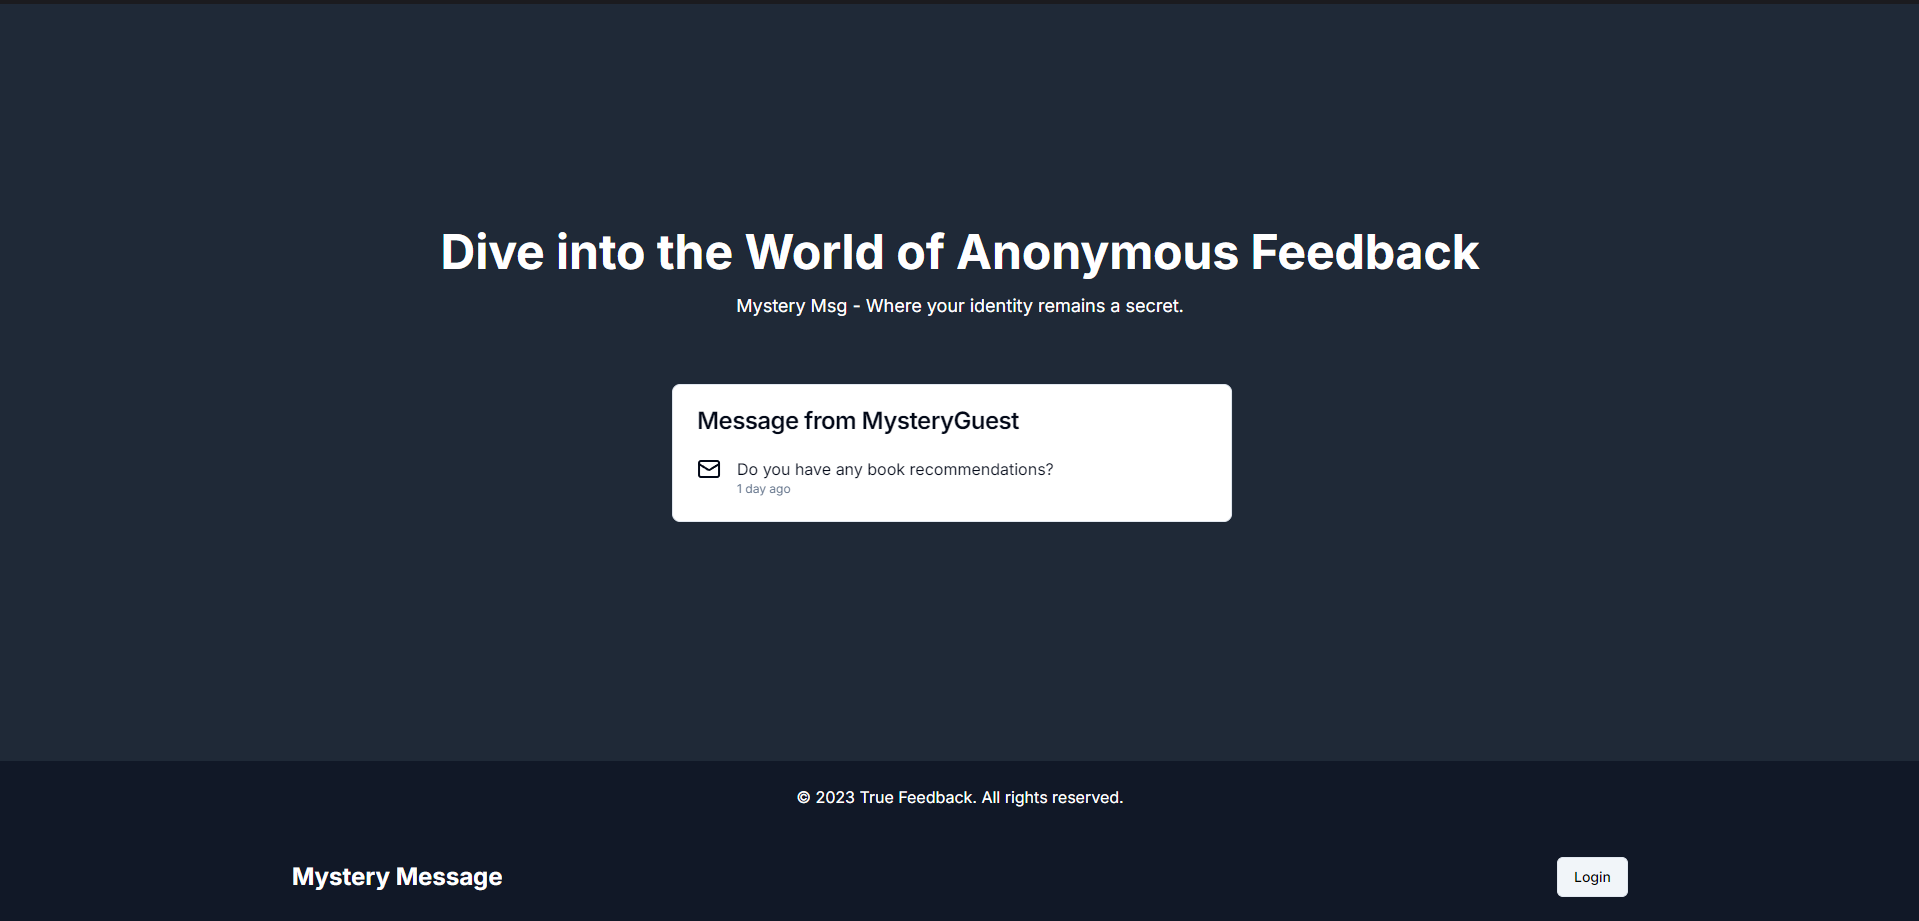 Dive into the World of Anonymous Feedback
Mystery Msg - Where your identity remains a secret.
Message from MysteryGuest
Do you have any book recommendations?
1 day ago
© 2023 True Feedback. All rights reserved.
Mystery Message
Login